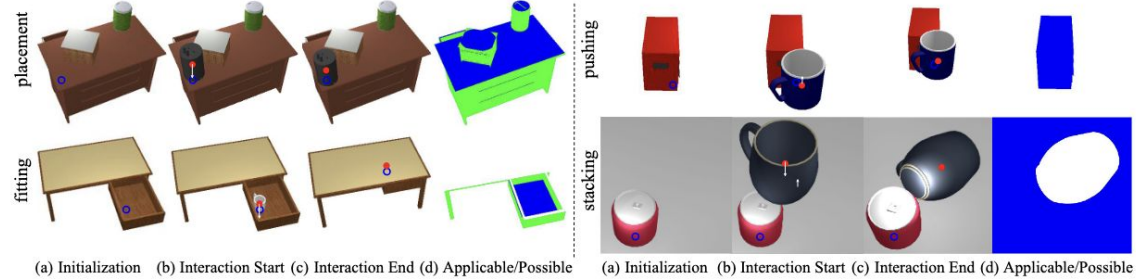 placement
fitting
(a) Initialization (b) Interaction Start (c) Interaction End (d) Applicable/Possible
pushing
stacking
(a) Initialization (b) Interaction Start (c) Interaction End (d) Applicable/Possible